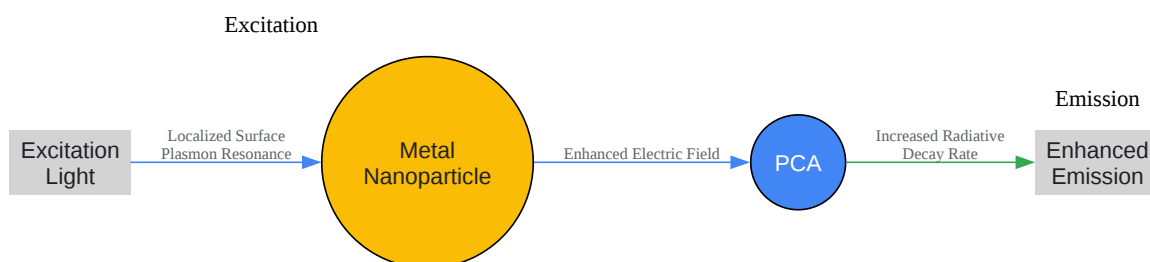 Excitation
Emission
Excitation
Light
Localized Surface
Plasmon Resonance
Metal
Nanoparticle
Enhanced Electric Field
PCA
Increased Radiative
Decay Rate
Enhanced
Emission